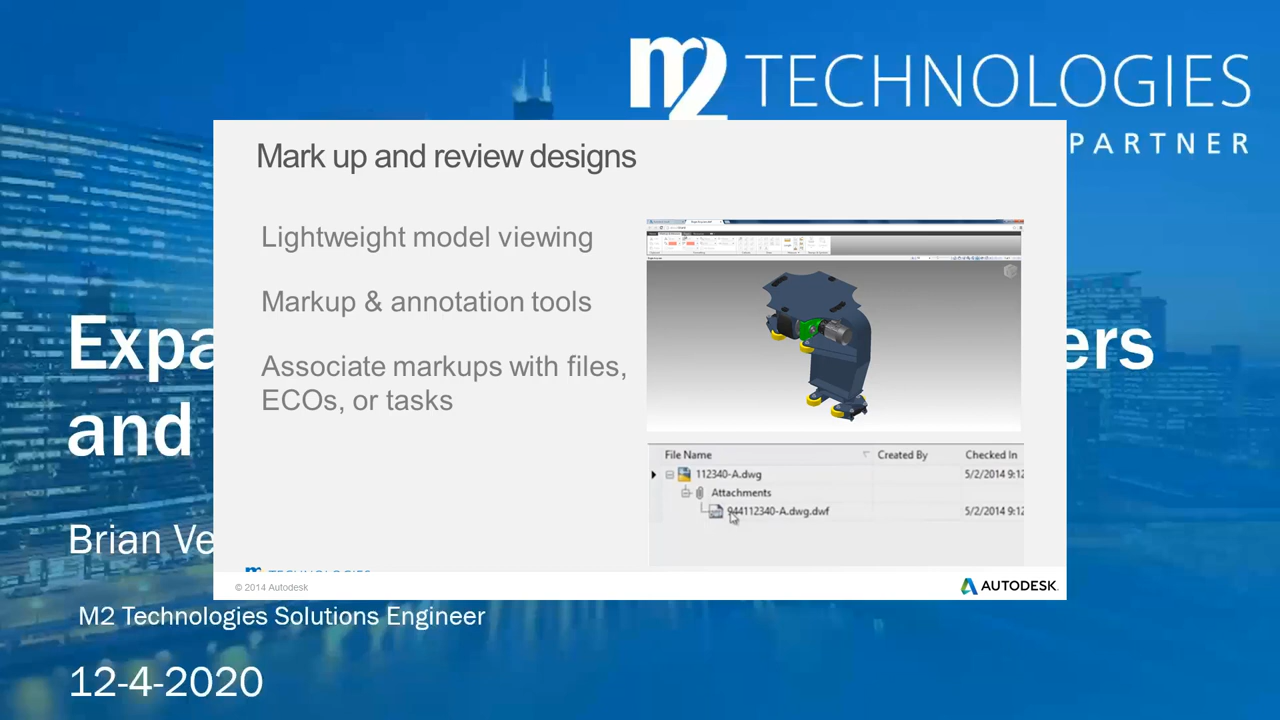 m2 TECHNOLOGIES
PARTNER
Mark up and review designs
Lightweight model viewing
Markup & annotation tools
Associate markups with files,
ECOs, or tasks
File Name Created By Checked In
112340-A.dwg 5/2/2014 9:12
Attachments
944112340-A.dwg.dwf 5/2/2014 9:12
© 2014 Autodesk
AUTODESK
Expa ers
and
Brian Ve
M2 Technologies Solutions Engineer
12-4-2020